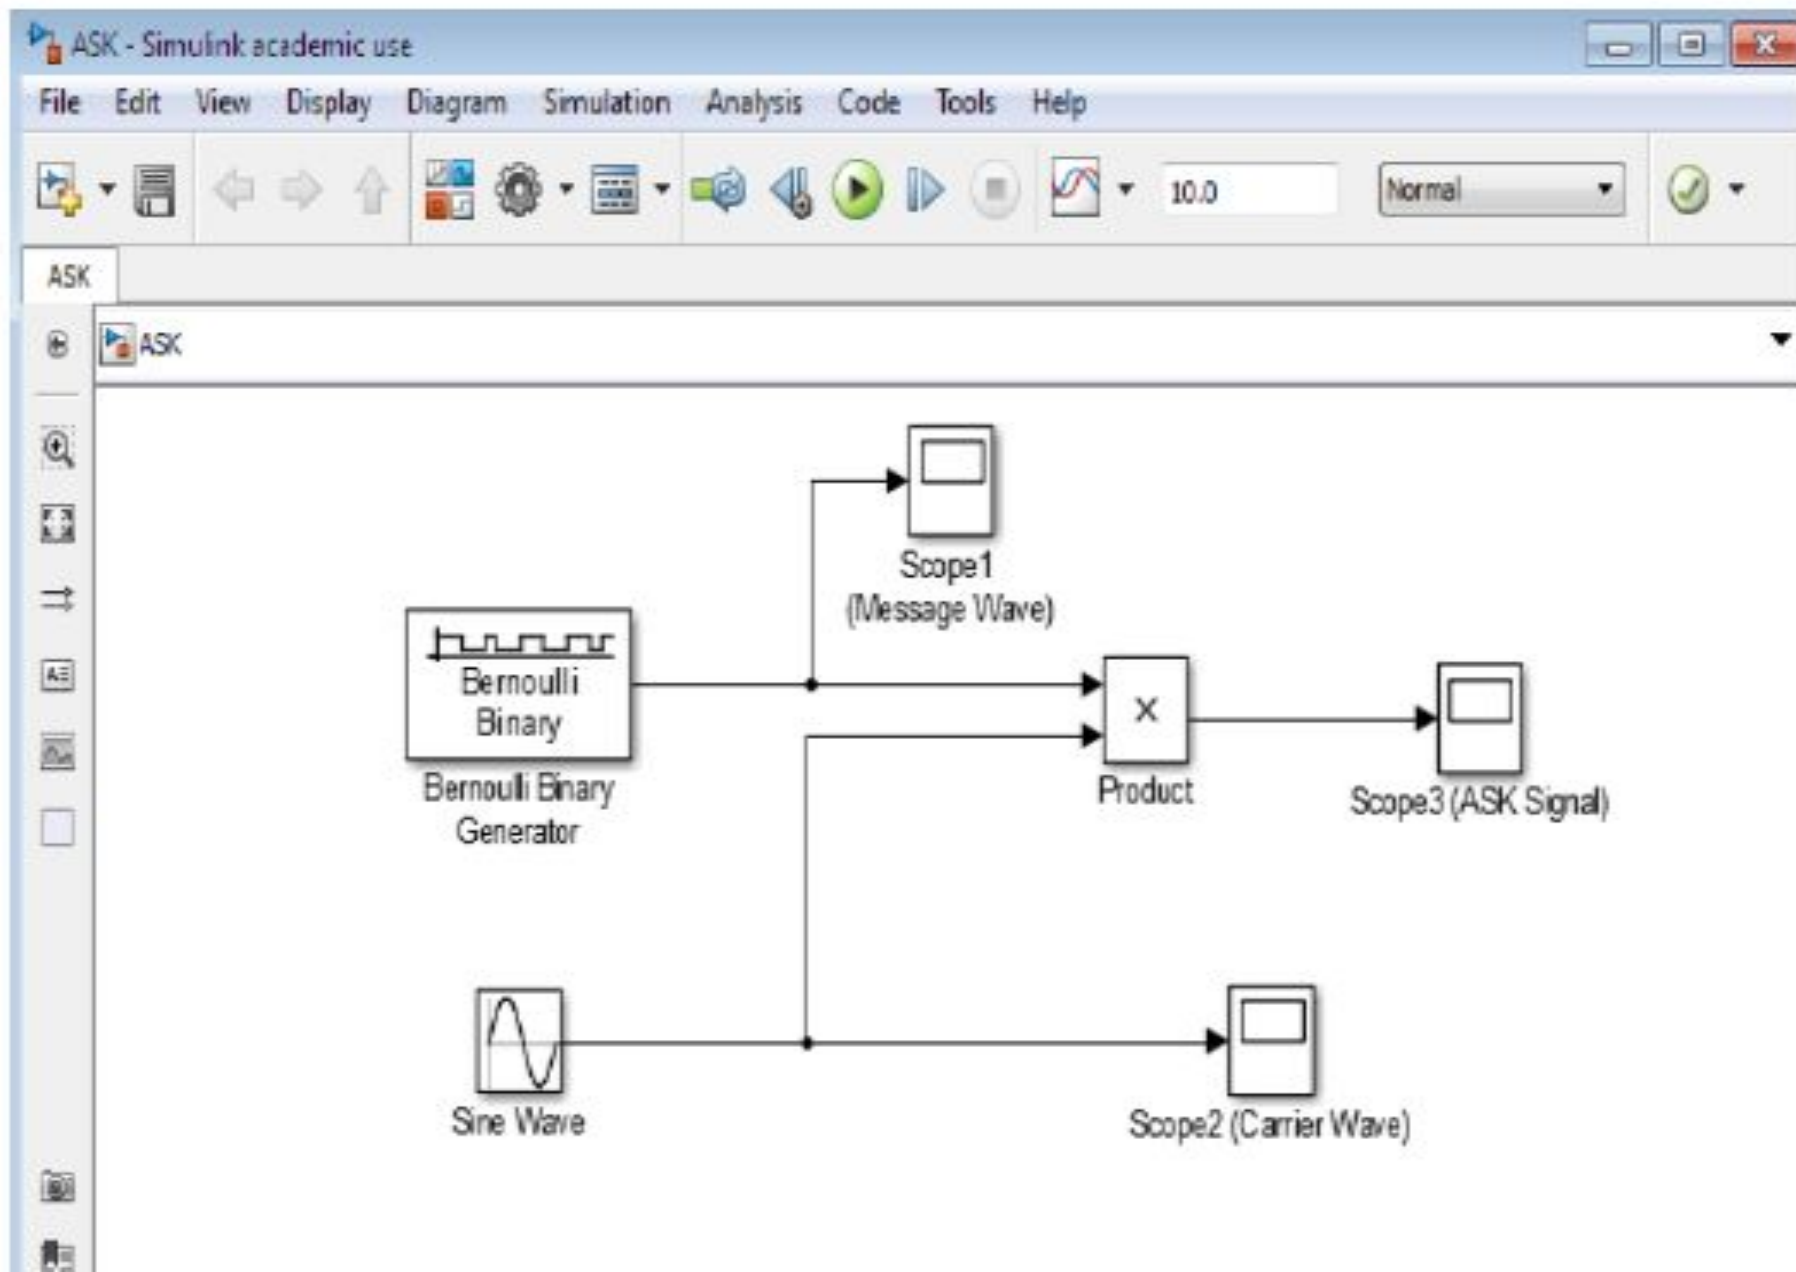 ASK - Simulink academic use
File Edit View Display Diagram Simulation Analysis Code Tools Help
10.0 Normal
ASK
ASK
Scope1
(Message Wave)
Bernoulli
Binary
Bernoulli Binary
Generator
X
Product
Scope3 (ASK Signal)
Sine Wave
Scope2 (Carrier Wave)